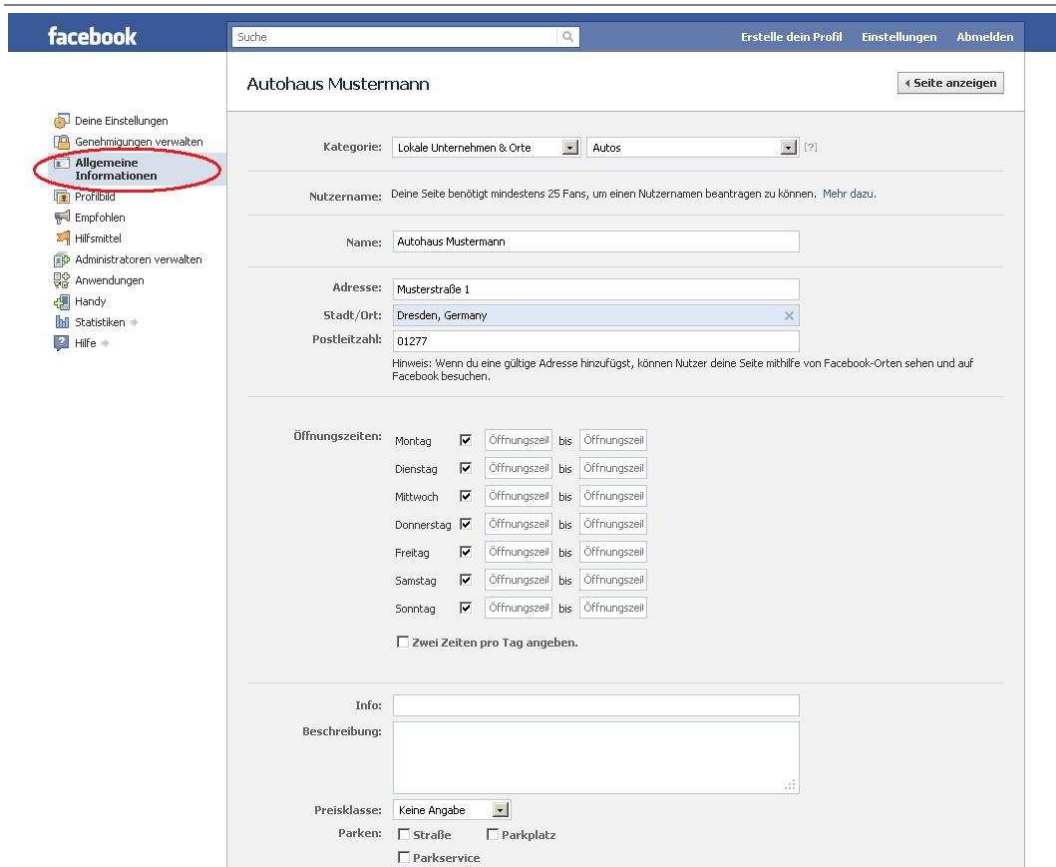 facebook
Suche
Erstelle dein Profil Einstellungen Abmelden
Autohaus Mustermann
Seite anzeigen
Deine Einstellungen
Genehmigungen verwalten
Allgemeine
Informationen
Profilbild
Empfohlen
Hilfsmittel
Administratoren verwalten
Anwendungen
Handy
Statistiken
Hilfe
Kategorie: Lokale Unternehmen & Orte Autos [?]
Nutzername: Deine Seite benötigt mindestens 25 Fans, um einen Nutzernamen beantragen zu können. Mehr dazu.
Name: Autohaus Mustermann
Adresse: Musterstraße 1
Stadt/Ort: Dresden, Germany
Postleitzahl: 01277
Hinweis: Wenn du eine gültige Adresse hinzufügst, können Nutzer deine Seite mithilfe von Facebook-Orten sehen und auf
Facebook besuchen.
Öffnungszeiten: Montag Öffnungszeit bis Öffnungszeit
Dienstag Öffnungszeit bis Öffnungszeit
Mittwoch Öffnungszeit bis Öffnungszeit
Donnerstag Öffnungszeit bis Öffnungszeit
Freitag Öffnungszeit bis Öffnungszeit
Samstag Öffnungszeit bis Öffnungszeit
Sonntag Öffnungszeit bis Öffnungszeit
Zwei Zeiten pro Tag angeben.
Info:
Beschreibung:
Preisklasse: Keine Angabe
Parken: Straße Parkplatz
Parkservice